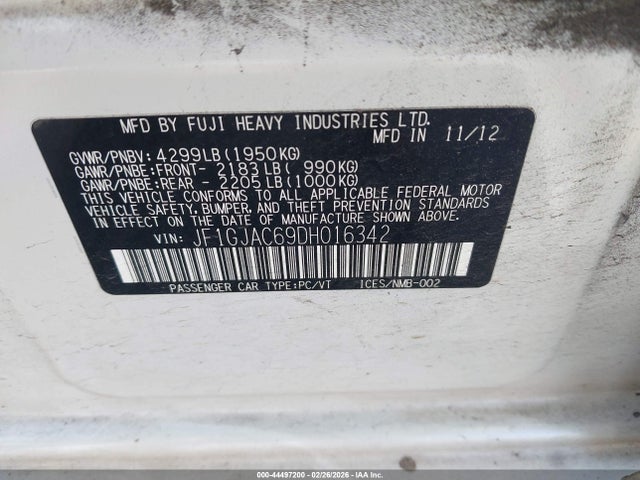 MFD BY FUJI HEAVY INDUSTRIES LTD.
MFD IN 11/12
GVWR/PNBV: 4299LB(1950KG)
GAWR/PNBE:FRONT- 2183LB( 990KG)
GAWR/PNBE:REAR - 2205LB(1000KG)
THIS VEHICLE CONFORMS TO ALL APPLICABLE FEDERAL MOTOR
VEHICLE SAFETY, BUMPER, AND THEFT PREVENTION STANDARDS
IN EFFECT ON THE DATE OF MANUFACTURE SHOWN ABOVE.
VIN: JF1GJAC69DH016342
PASSENGER CAR TYPE:PC/VT ICES/NMB-002
000-44497200 - 02/26/2026 - IAA Inc.